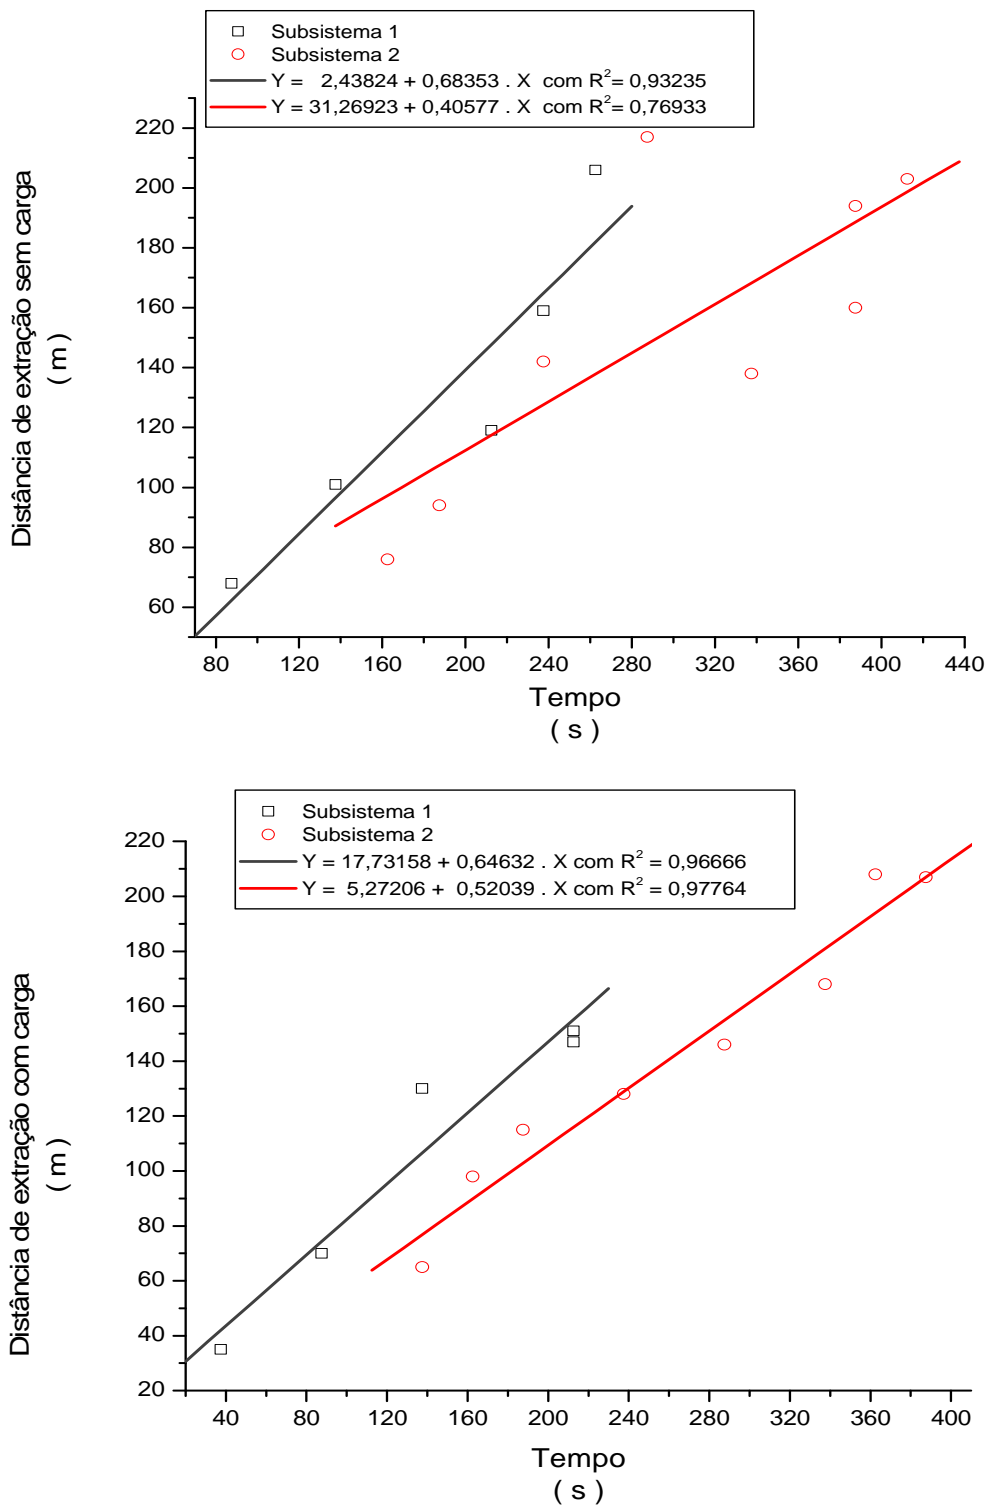 Subsistema 1
Subsistema 2
Y = 2,43824 + 0,68353 . X com R²= 0,93235
Y = 31,26923 + 0,40577 . X com R²= 0,76933
Distância de extração sem carga
( m )
220
200
180
160
140
120
100
80
60
80 120 160 200 240 280 320 360 400 440
Tempo
( s )
Subsistema 1
Subsistema 2
Y = 17,73158 + 0,64632 . X com R² = 0,96666
Y = 5,27206 + 0,52039 . X com R² = 0,97764
Distância de extração com carga
( m )
220
200
180
160
140
120
100
80
60
40
20
40 80 120 160 200 240 280 320 360 400
Tempo
( s )